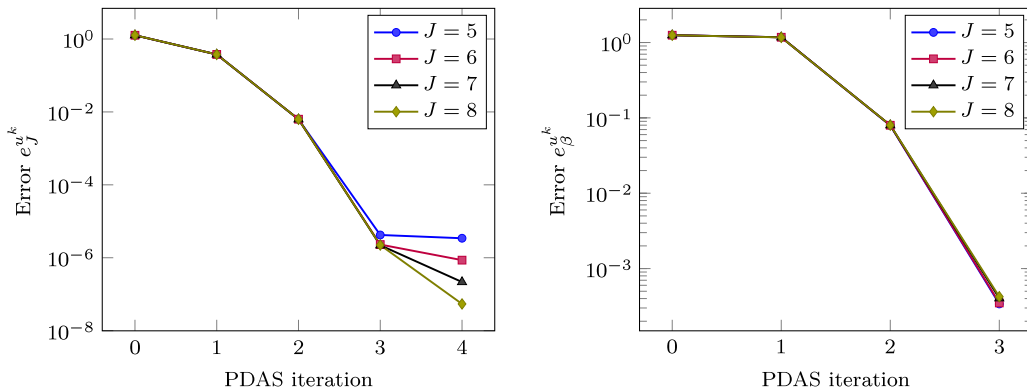 10^0
10^{-2}
10^{-4}
10^{-6}
10^{-8}
Error e_J^{u^k}
0 1 2 3 4
PDAS iteration
J = 5
J = 6
J = 7
J = 8
10^0
10^{-1}
10^{-2}
10^{-3}
Error e_β^{u^k}
0 1 2 3
PDAS iteration
J = 5
J = 6
J = 7
J = 8